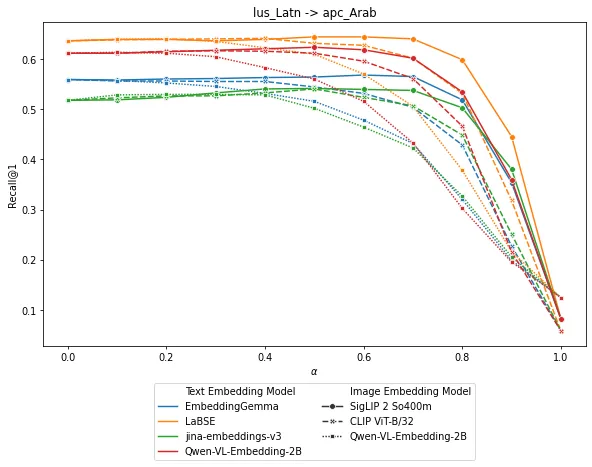 lus_Latn -> apc_Arab
Recall@1
0.6
0.5
0.4
0.3
0.2
0.1
0.0 0.2 0.4 0.6 0.8 1.0
α
Text Embedding Model
EmbeddingGemma
LaBSE
jina-embeddings-v3
Qwen-VL-Embedding-2B
Image Embedding Model
SigLIP 2 So400m
CLIP ViT-B/32
Qwen-VL-Embedding-2B